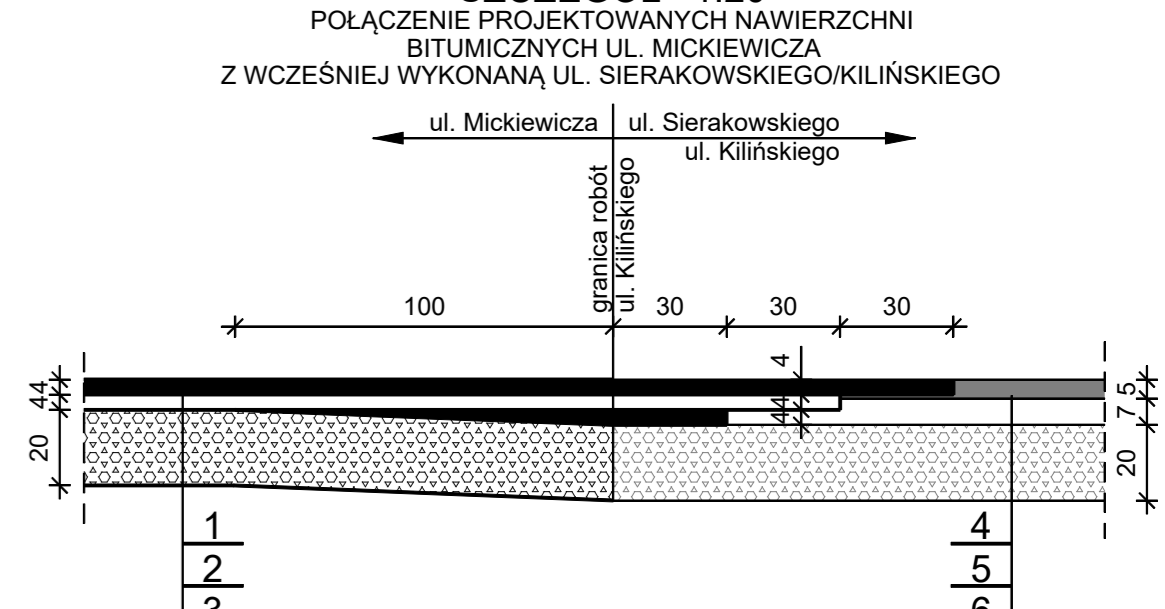 POŁĄCZENIE PROJEKTOWANYCH NAWIERZCHNI
BITUMICZNYCH UL. MICKIEWICZA
Z WCZEŚNIEJ WYKONANĄ UL. SIERAKOWSKIEGO/KILIŃSKIEGO
ul. Mickiewicza
ul. Sierakowskiego
ul. Kilińskiego
granica robót
ul. Kilińskiego
100
30
30
30
4
4
4
4
4
20
5
7
20
1
2
3
4
5
6